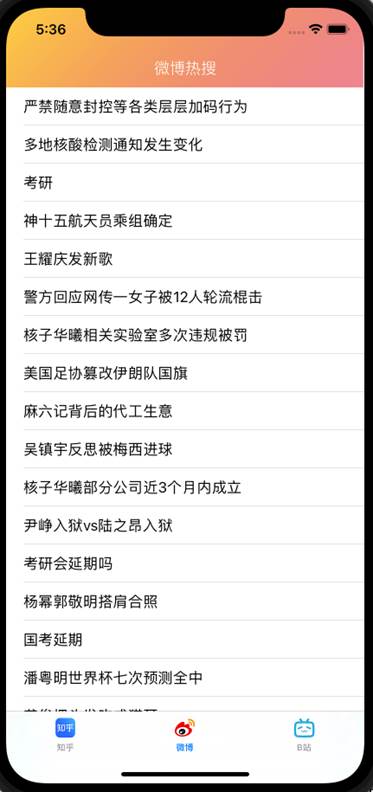 5:36
微博热搜
严禁随意封控等各类层层加码行为
多地核酸检测通知发生变化
考研
神十五航天员乘组确定
王耀庆发新歌
警方回应网传一女子被12人轮流棍击
核子华曦相关实验室多次违规被罚
美国足协篡改伊朗队国旗
麻六记背后的代工生意
吴镇宇反思被梅西进球
核子华曦部分公司近3个月内成立
尹峥入狱vs陆之昂入狱
考研会延期吗
杨幂郭敬明搭肩合照
国考延期
潘粤明世界杯七次预测全中
知乎
知乎 微博 B站